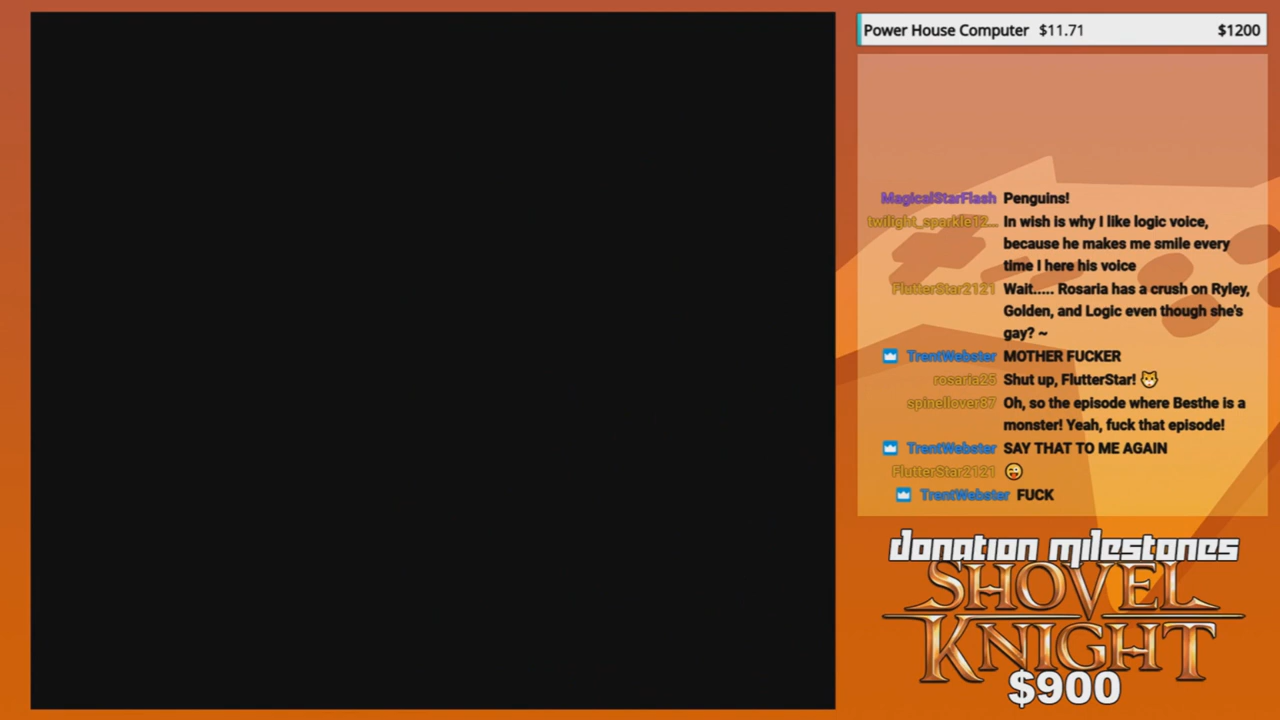 Power House Computer $11.71 $1200
MagicalStarFlash Penguins!
twilight_sparkle12... In wish is why I like logic voice,
because he makes me smile every
time I here his voice
FlutterStar2121 Wait..... Rosaria has a crush on Ryley,
Golden, and Logic even though she's
gay? ~
TrentWebster MOTHER FUCKER
rosaria25 Shut up, FlutterStar! 😼
spinellover87 Oh, so the episode where Besthe is a
monster! Yeah, fuck that episode!
TrentWebster SAY THAT TO ME AGAIN
FlutterStar2121 😜
TrentWebster FUCK
donation milestones
SHOVEL
KNIGHT
$900